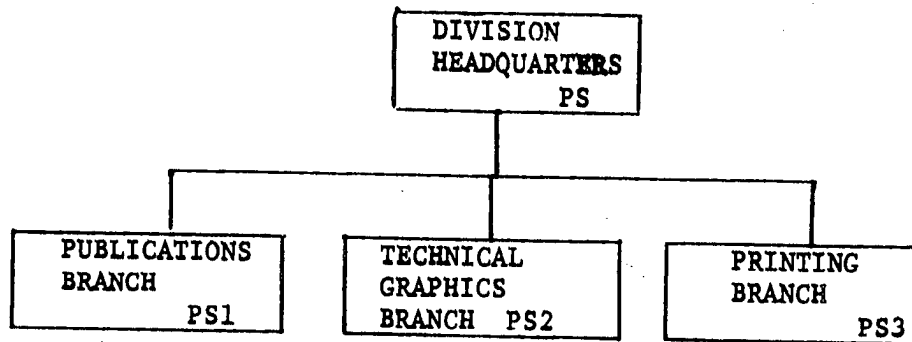 DIVISION
HEADQUARTERS
PS
PUBLICATIONS
BRANCH
PS1
TECHNICAL
GRAPHICS
BRANCH PS2
PRINTING
BRANCH
PS3